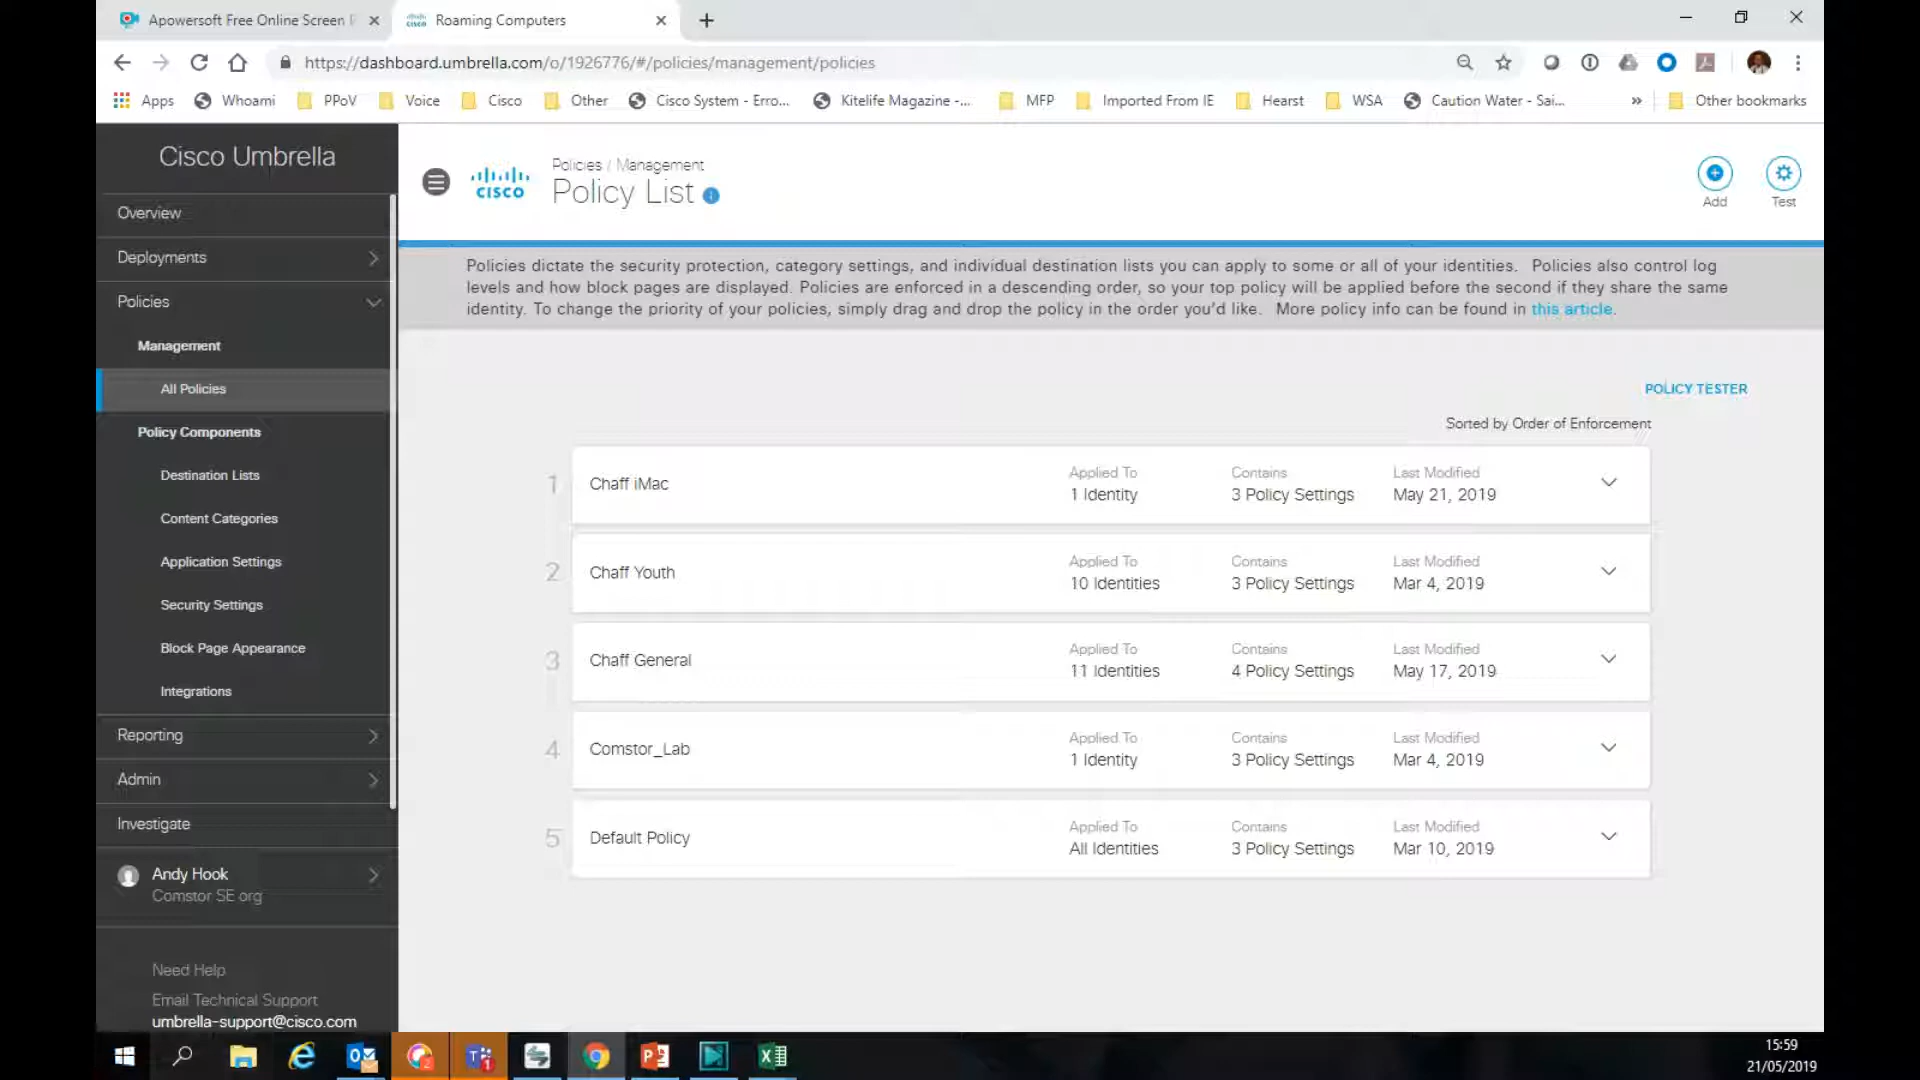 Apowersoft Free Online Screen
Roaming Computers
https://dashboard.umbrella.com/o/1926776/#/policies/management/policies
Apps Whoami PPoV Voice Cisco Other Cisco System - Erro... Kitelife Magazine -... MFP Imported From IE Hearst WSA Caution Water - Sai... » Other bookmarks
Cisco Umbrella
Overview
Deployments
Policies
Management
All Policies
Policy Components
Destination Lists
Content Categories
Application Settings
Security Settings
Block Page Appearance
Integrations
Reporting
Admin
Investigate
Andy Hook
Comstor SE org
Need Help
Email Technical Support
umbrella-support@cisco.com
CISCO
Policies / Management
Policy List
Add
Test
Policies dictate the security protection, category settings, and individual destination lists you can apply to some or all of your identities. Policies also control log
levels and how block pages are displayed. Policies are enforced in a descending order, so your top policy will be applied before the second if they share the same
identity. To change the priority of your policies, simply drag and drop the policy in the order you'd like. More policy info can be found in this article.
POLICY TESTER
Sorted by Order of Enforcement
1 Chaff iMac
Applied To
1 Identity
Contains
3 Policy Settings
Last Modified
May 21, 2019
2 Chaff Youth
Applied To
10 Identities
Contains
3 Policy Settings
Last Modified
Mar 4, 2019
3 Chaff General
Applied To
11 Identities
Contains
4 Policy Settings
Last Modified
May 17, 2019
4 Comstor_Lab
Applied To
1 Identity
Contains
3 Policy Settings
Last Modified
Mar 4, 2019
5 Default Policy
Applied To
All Identities
Contains
3 Policy Settings
Last Modified
Mar 10, 2019
15:59
21/05/2019